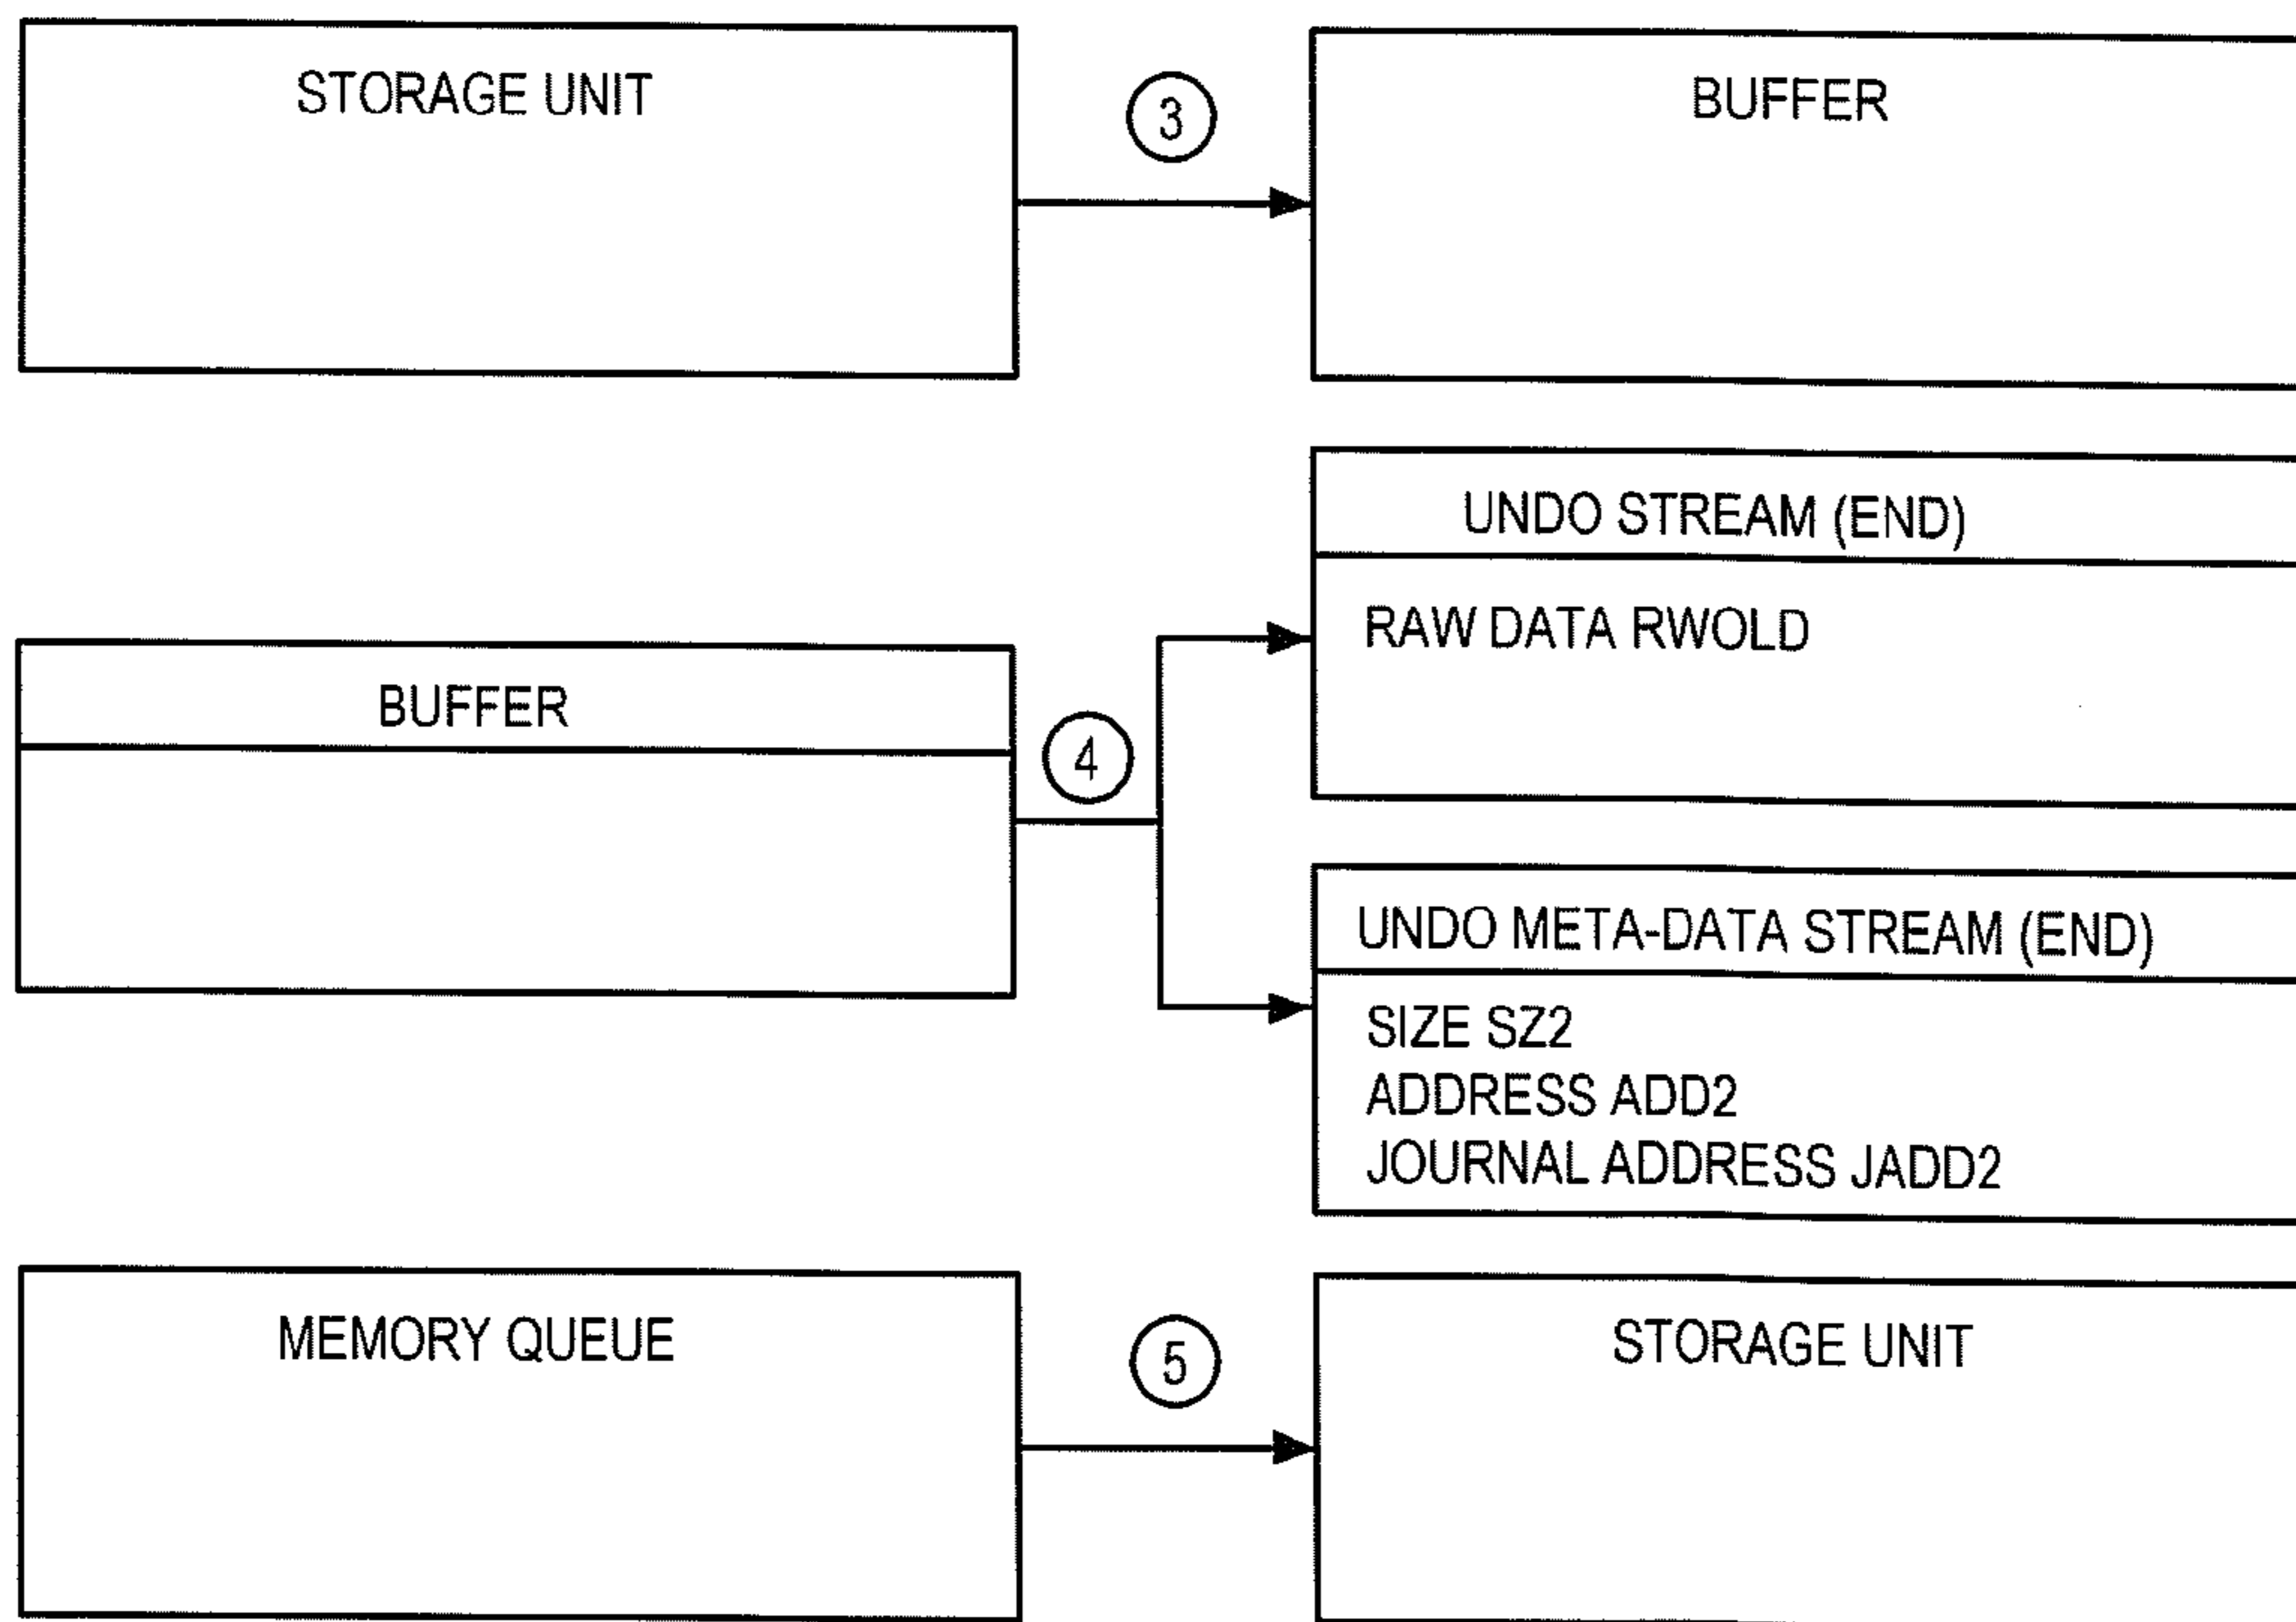 STORAGE UNIT
3
BUFFER
UNDO STREAM (END)
RAW DATA RWOLD
BUFFER
4
UNDO META-DATA STREAM (END)
SIZE SZ2
ADDRESS ADD2
JOURNAL ADDRESS JADD2
MEMORY QUEUE
5
STORAGE UNIT